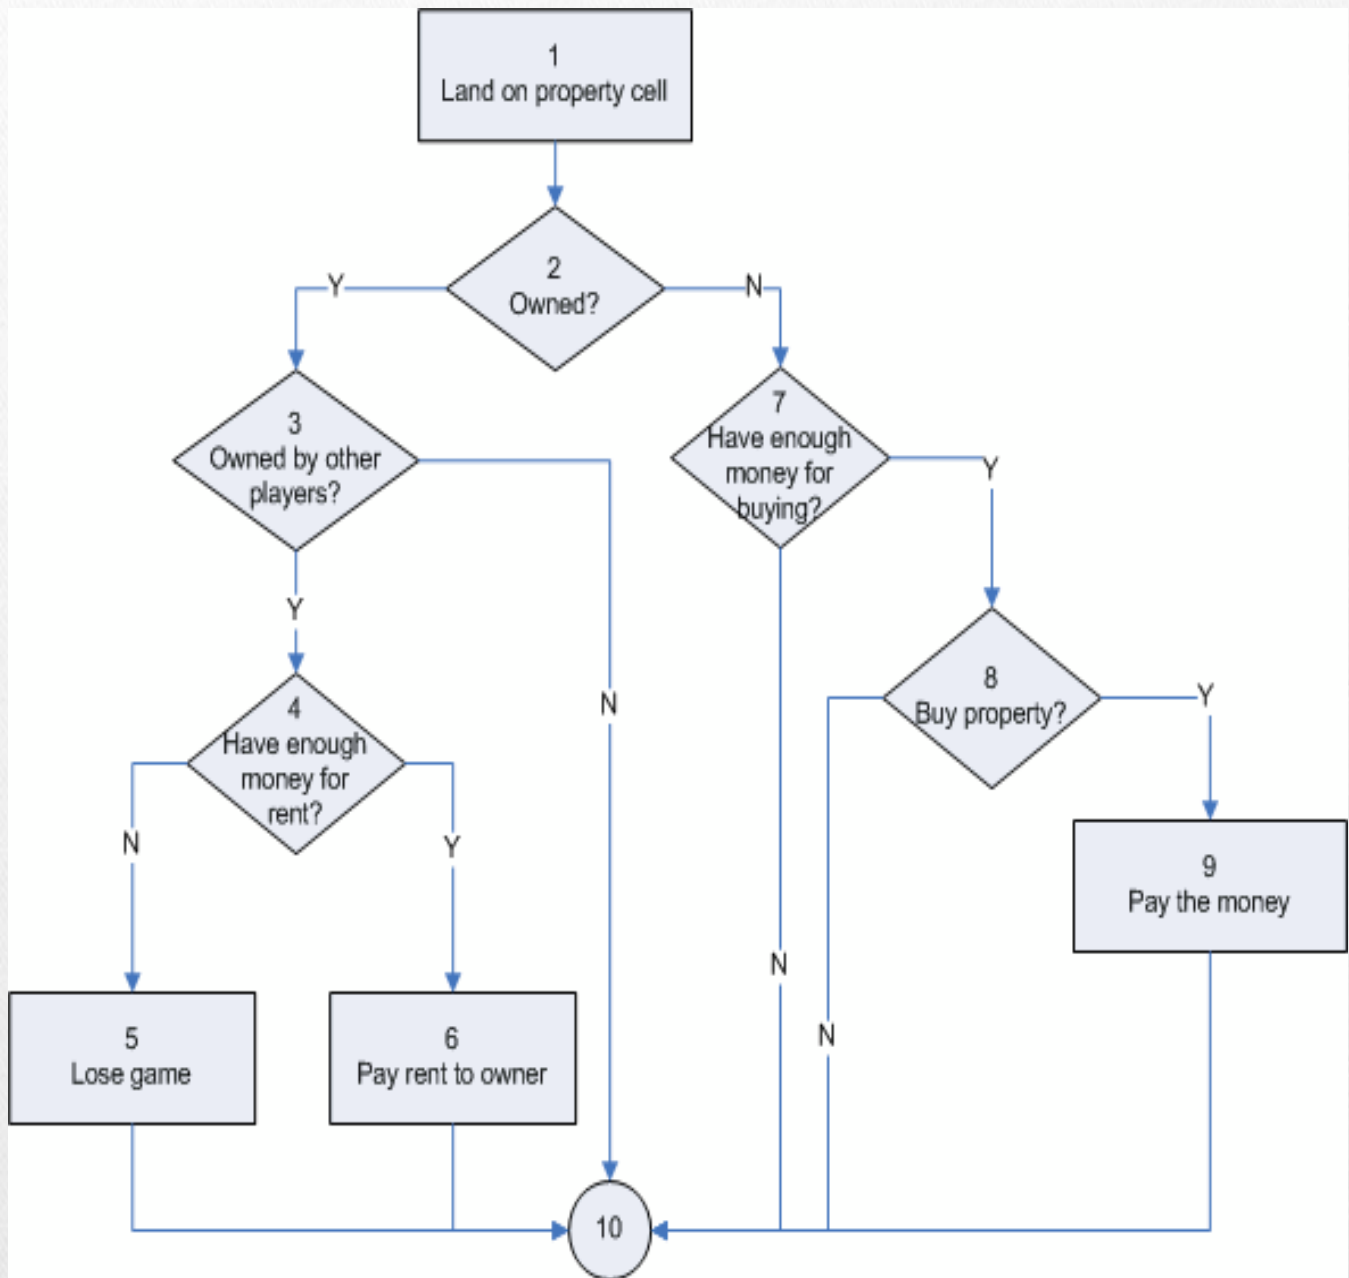 1
Land on property cell
2
Owned?
Y
N
3
Owned by other
players?
7
Have enough
money for
buying?
Y
Y
N
4
Have enough
money for
rent?
8
Buy property?
Y
N
Y
9
Pay the money
N
N
5
Lose game
6
Pay rent to owner
10